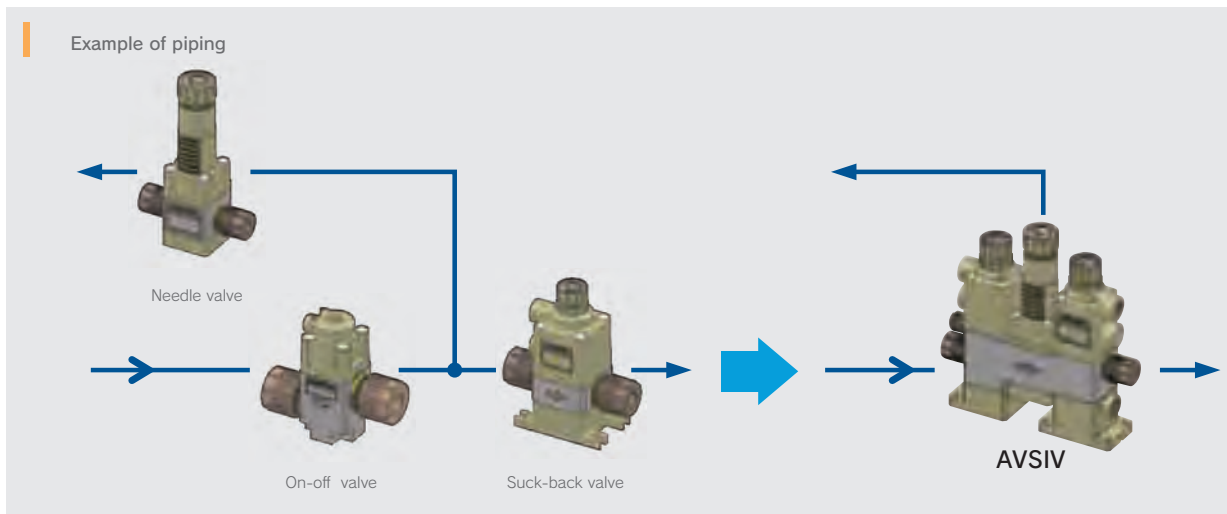 Example of piping
Needle valve
On-off valve
Suck-back valve
AVSIV